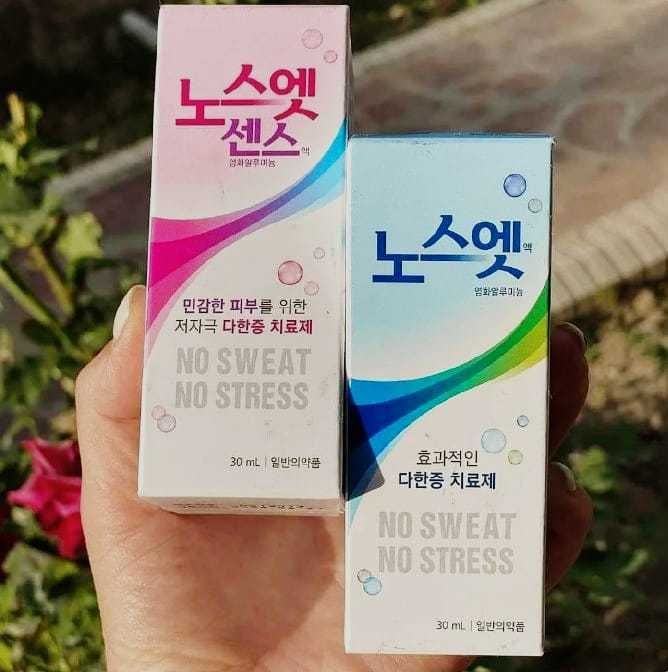 노스엣
센스액
염화알루미늄
민감한 피부를 위한
저자극 다한증 치료제
NO SWEAT
NO STRESS
30 mL | 일반의약품
노스엣액
염화알루미늄
효과적인
다한증 치료제
NO SWEAT
NO STRESS
30 mL | 일반의약품